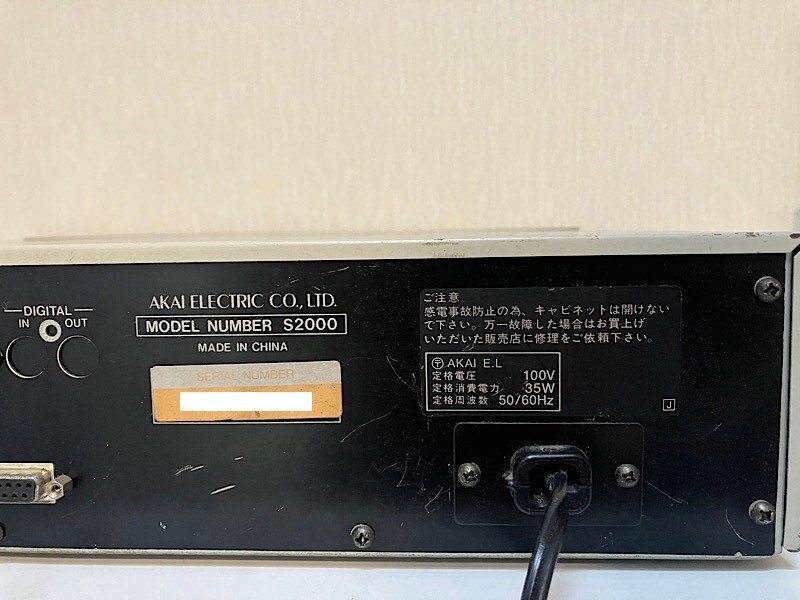 DIGITAL
IN OUT
AKAI ELECTRIC CO., LTD.
MODEL NUMBER S2000
MADE IN CHINA
SERIAL NUMBER
ご注意
感電事故防止の為、キャビネットは開けない
で下さい。万一故障した場合はお買上げ
いただいた販売店に修理をご依頼下さい。
〒 AKAI E.L
定格電圧 100V
定格消費電力 35W
定格周波数 50/60Hz
J